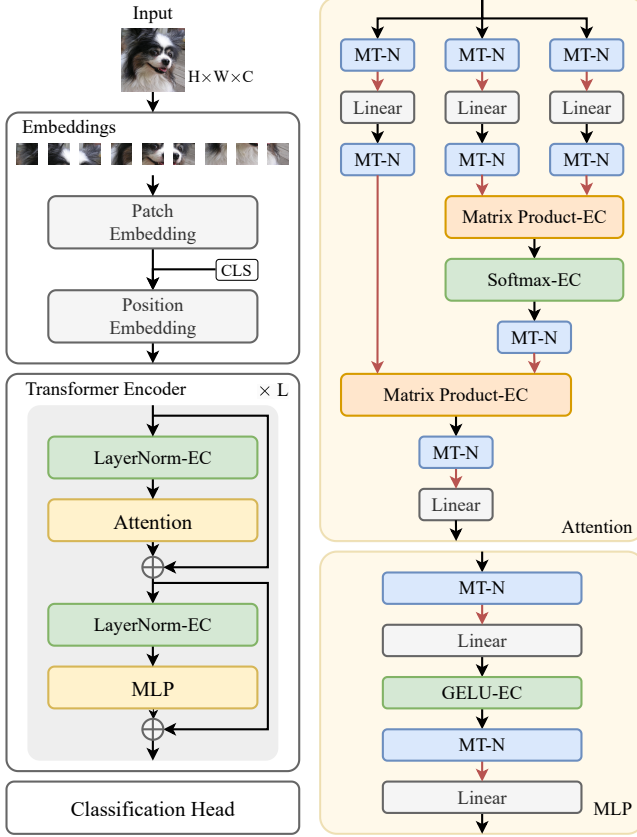 Input
H×W×C
Embeddings
Patch
Embedding
CLS
Position
Embedding
Transformer Encoder
× L
LayerNorm-EC
Attention
LayerNorm-EC
MLP
Classification Head
MT-N
MT-N
MT-N
Linear
Linear
Linear
MT-N
MT-N
MT-N
Matrix Product-EC
Softmax-EC
MT-N
Matrix Product-EC
MT-N
Linear
Attention
MT-N
Linear
GELU-EC
MT-N
Linear
MLP